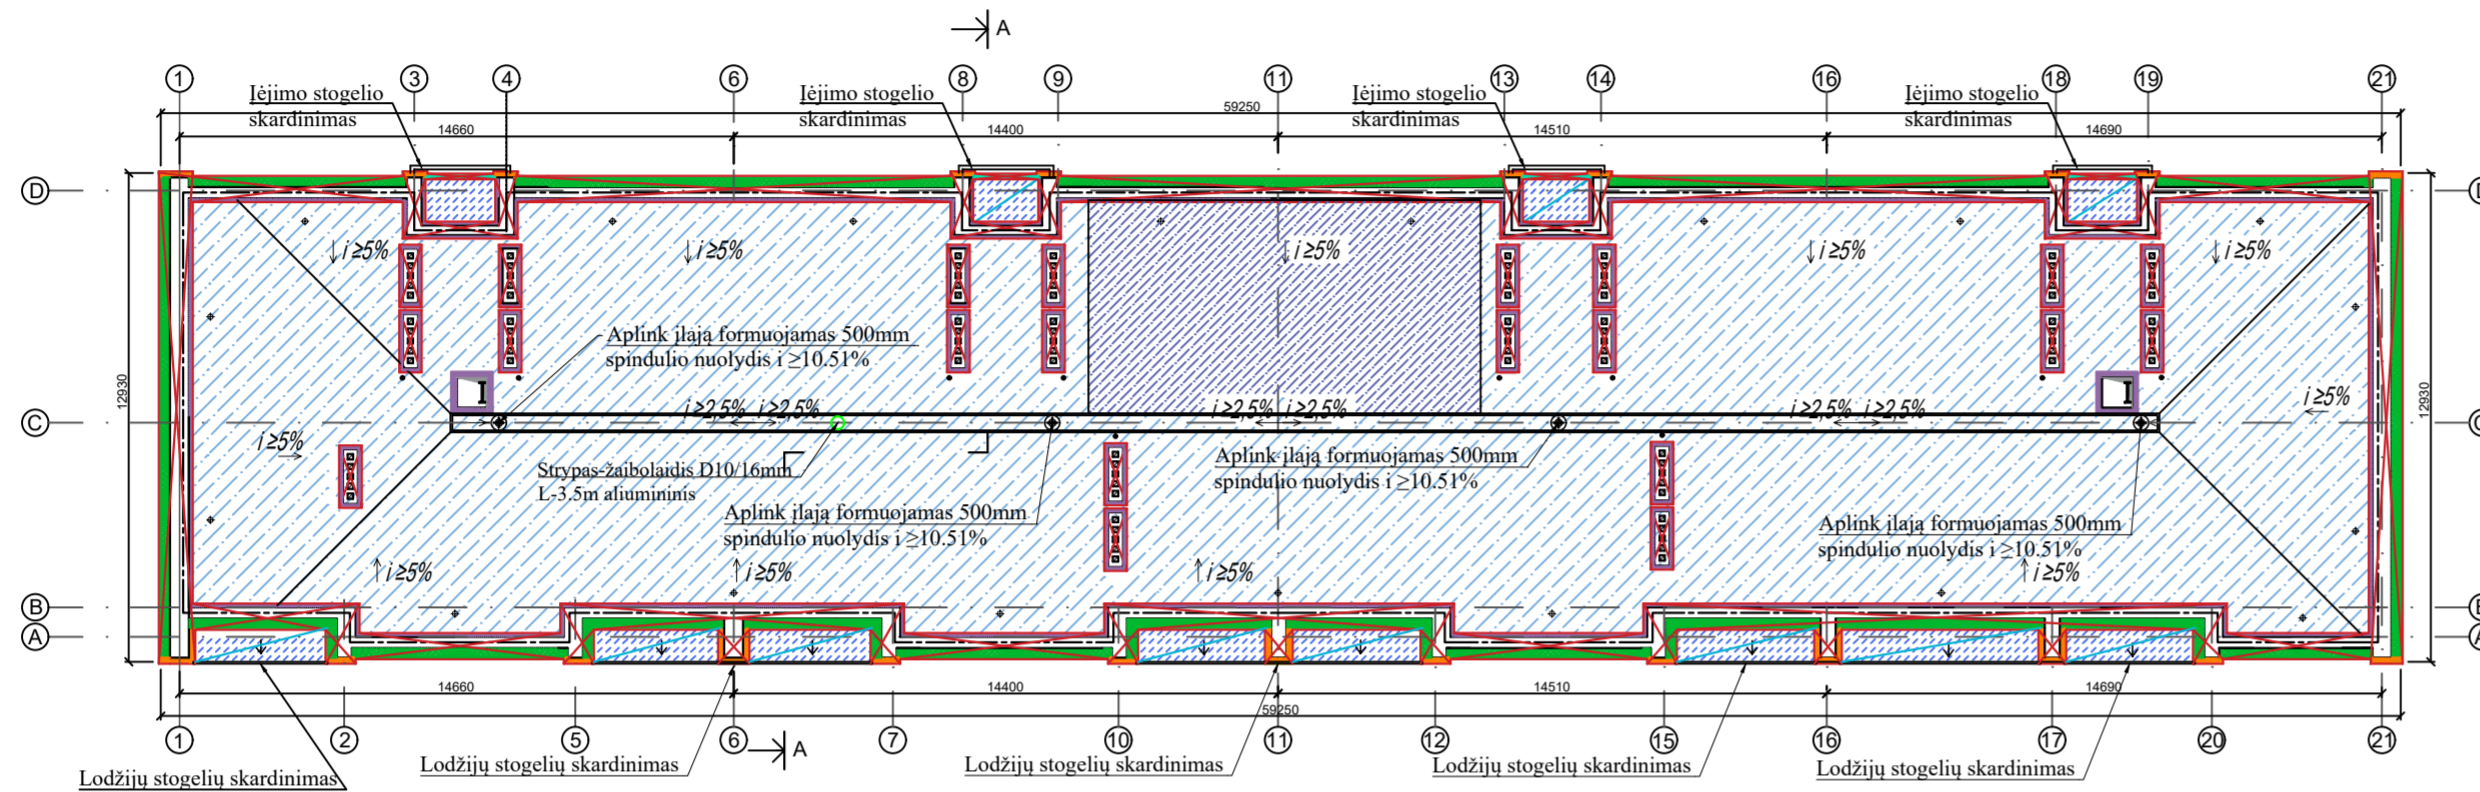 A
1 3 4 6 8 9 11 13 14 16 18 19 21
Iėjimo stogelio
skardinimas
Iėjimo stogelio
skardinimas
Iėjimo stogelio
skardinimas
Iėjimo stogelio
skardinimas
59250
14660 14400 14510 14690
D
i ≥5% i ≥5% i ≥5% i ≥5% i ≥5%
Aplink įlają formuojamas 500mm
spindulio nuolydis i ≥10.51%
12930 12930
i ≥5%
i ≥2,5% i ≥2,5% i ≥2,5% i ≥2,5% i ≥2,5% i ≥2,5%
C
i ≥5%
Strypas-žaibolaidis D10/16mm
L-3.5m aliumininis
Aplink įlają formuojamas 500mm
spindulio nuolydis i ≥10.51%
Aplink įlają formuojamas 500mm
spindulio nuolydis i ≥10.51%
Aplink įlają formuojamas 500mm
spindulio nuolydis i ≥10.51%
i ≥5% i ≥5% i ≥5% i ≥5%
B
A
14660 14400 14510 14690
59250
1 2 5 6 7 10 11 12 15 16 17 20 21
A
Lodžijų stogelių skardinimas
Lodžijų stogelių skardinimas
Lodžijų stogelių skardinimas
Lodžijų stogelių skardinimas
Lodžijų stogelių skardinimas